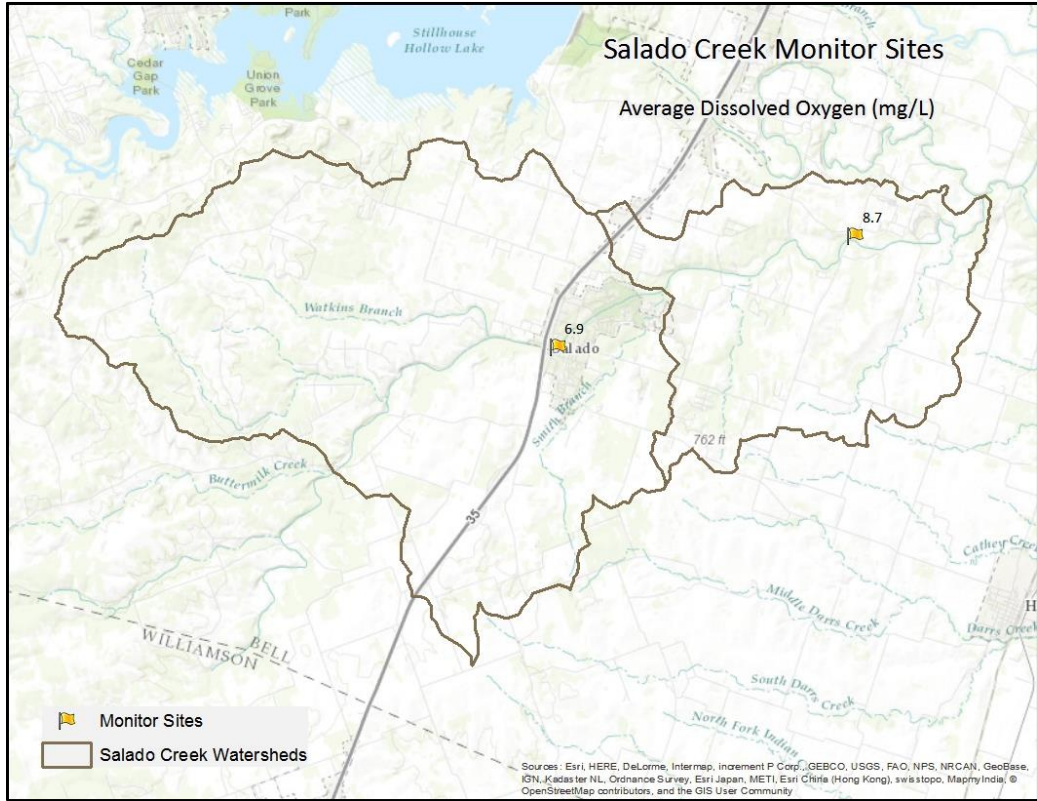 Park
Stillhouse
Hollow Lake
Branch
Cedar
Gap
Park
Union
Grove
Park
Salado Creek Monitor Sites
Average Dissolved Oxygen (mg/L)
8.7
Watkins Branch
6.9
Salado
Smith Branch
762 ft
Buttermilk Creek
35
Cathey Creek
Middle Darrs Creek
H
Darrs Creek
WILLIAMSON
BELL
South Darrs Creek
North Fork Indian
Monitor Sites
Salado Creek Watersheds
Sources: Esri, HERE, DeLorme, Intermap, increment P Corp., GEBCO, USGS, FAO, NPS, NRCAN, GeoBase,
IGN, Kadaster NL, Ordnance Survey, Esri Japan, METI, Esri China (Hong Kong), swisstopo, MapmyIndia, ©
OpenStreetMap contributors, and the GIS User Community